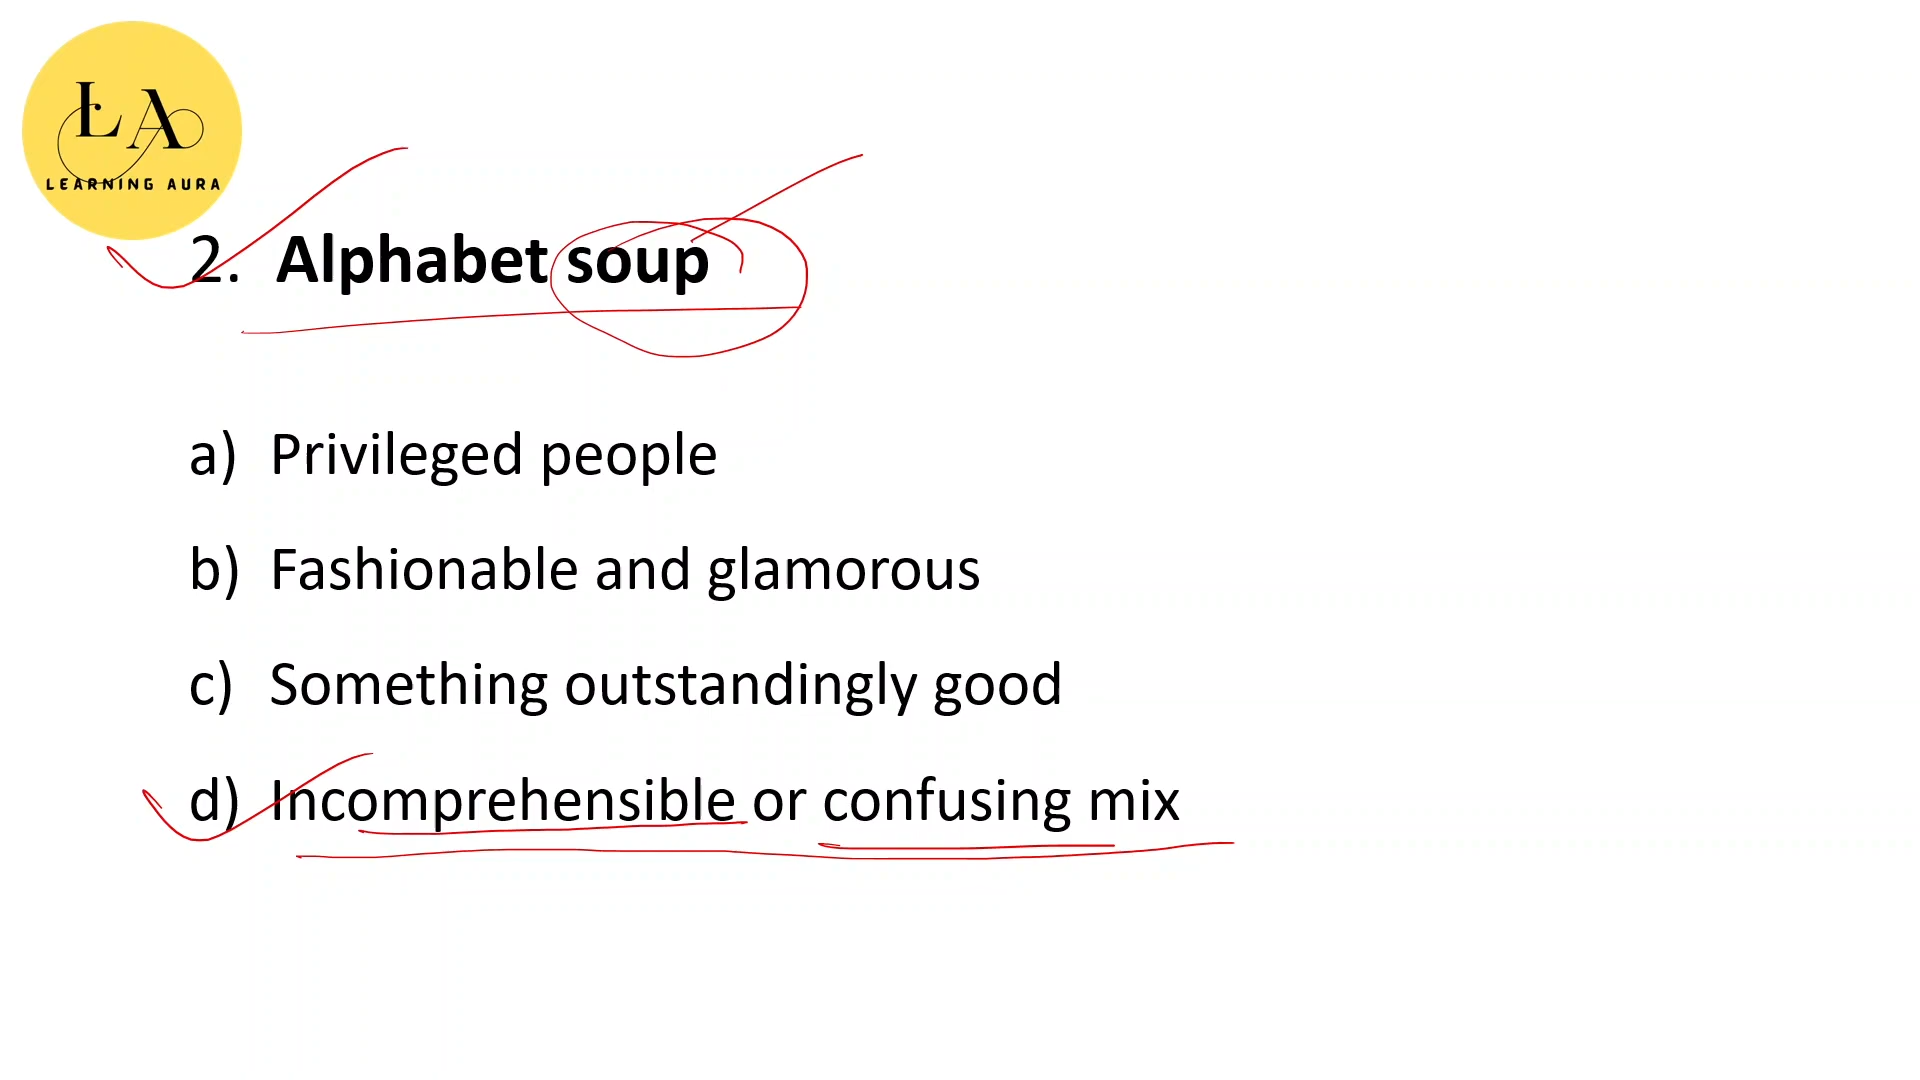 LA
LEARNING AURA
2. Alphabet soup
a) Privileged people
b) Fashionable and glamorous
c) Something outstandingly good
d) Incomprehensible or confusing mix